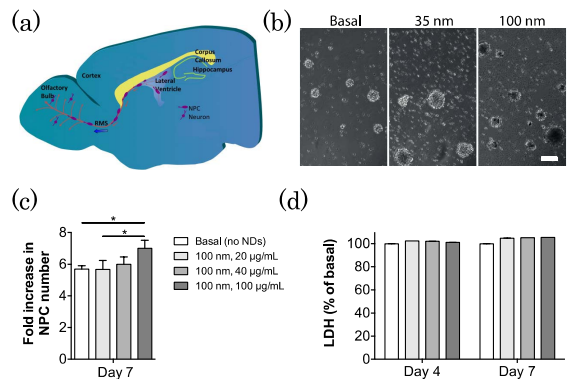 (a)
Corpus
Callosum
Hippocampus
Cortex
Lateral
Ventricle
Olfactory
Bulb
NPC
Neuron
RMS
(b)
Basal
35 nm
100 nm
(c)
*
*
Fold increase in
NPC number
8
6
4
2
0
Day 7
Basal (no NDs)
100 nm, 20 µg/mL
100 nm, 40 µg/mL
100 nm, 100 µg/mL
(d)
LDH (% of basal)
100
80
60
40
20
0
Day 4
Day 7